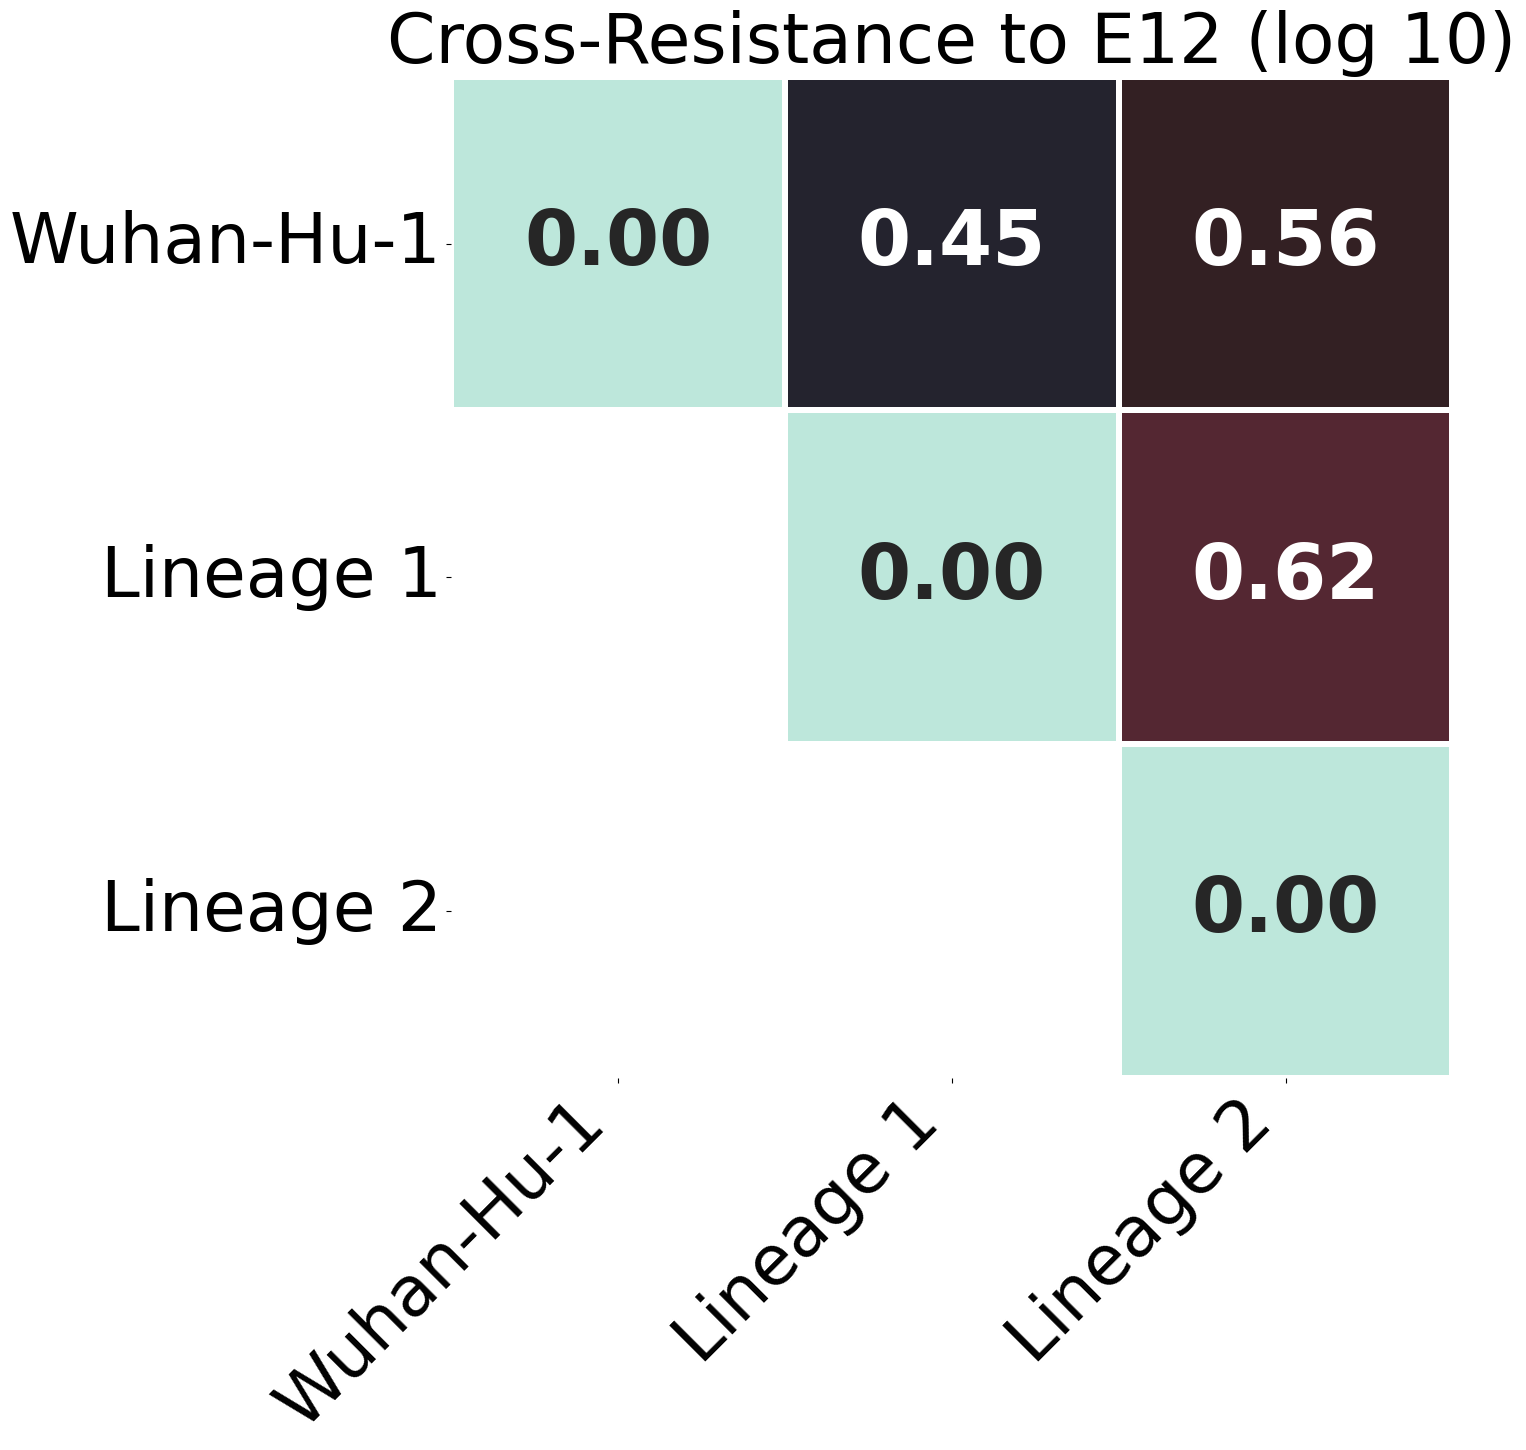 Cross-Resistance to E12 (log 10)
Wuhan-Hu-1 0.00 0.45 0.56
Lineage 1 0.00 0.62
Lineage 2 0.00
Wuhan-Hu-1 Lineage 1 Lineage 2